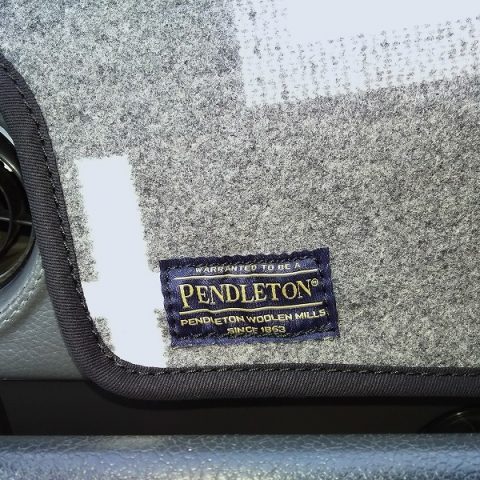 WARRANTED TO BE A
PENDLETON®
PENDLETON WOOLEN MILLS
SINCE 1863